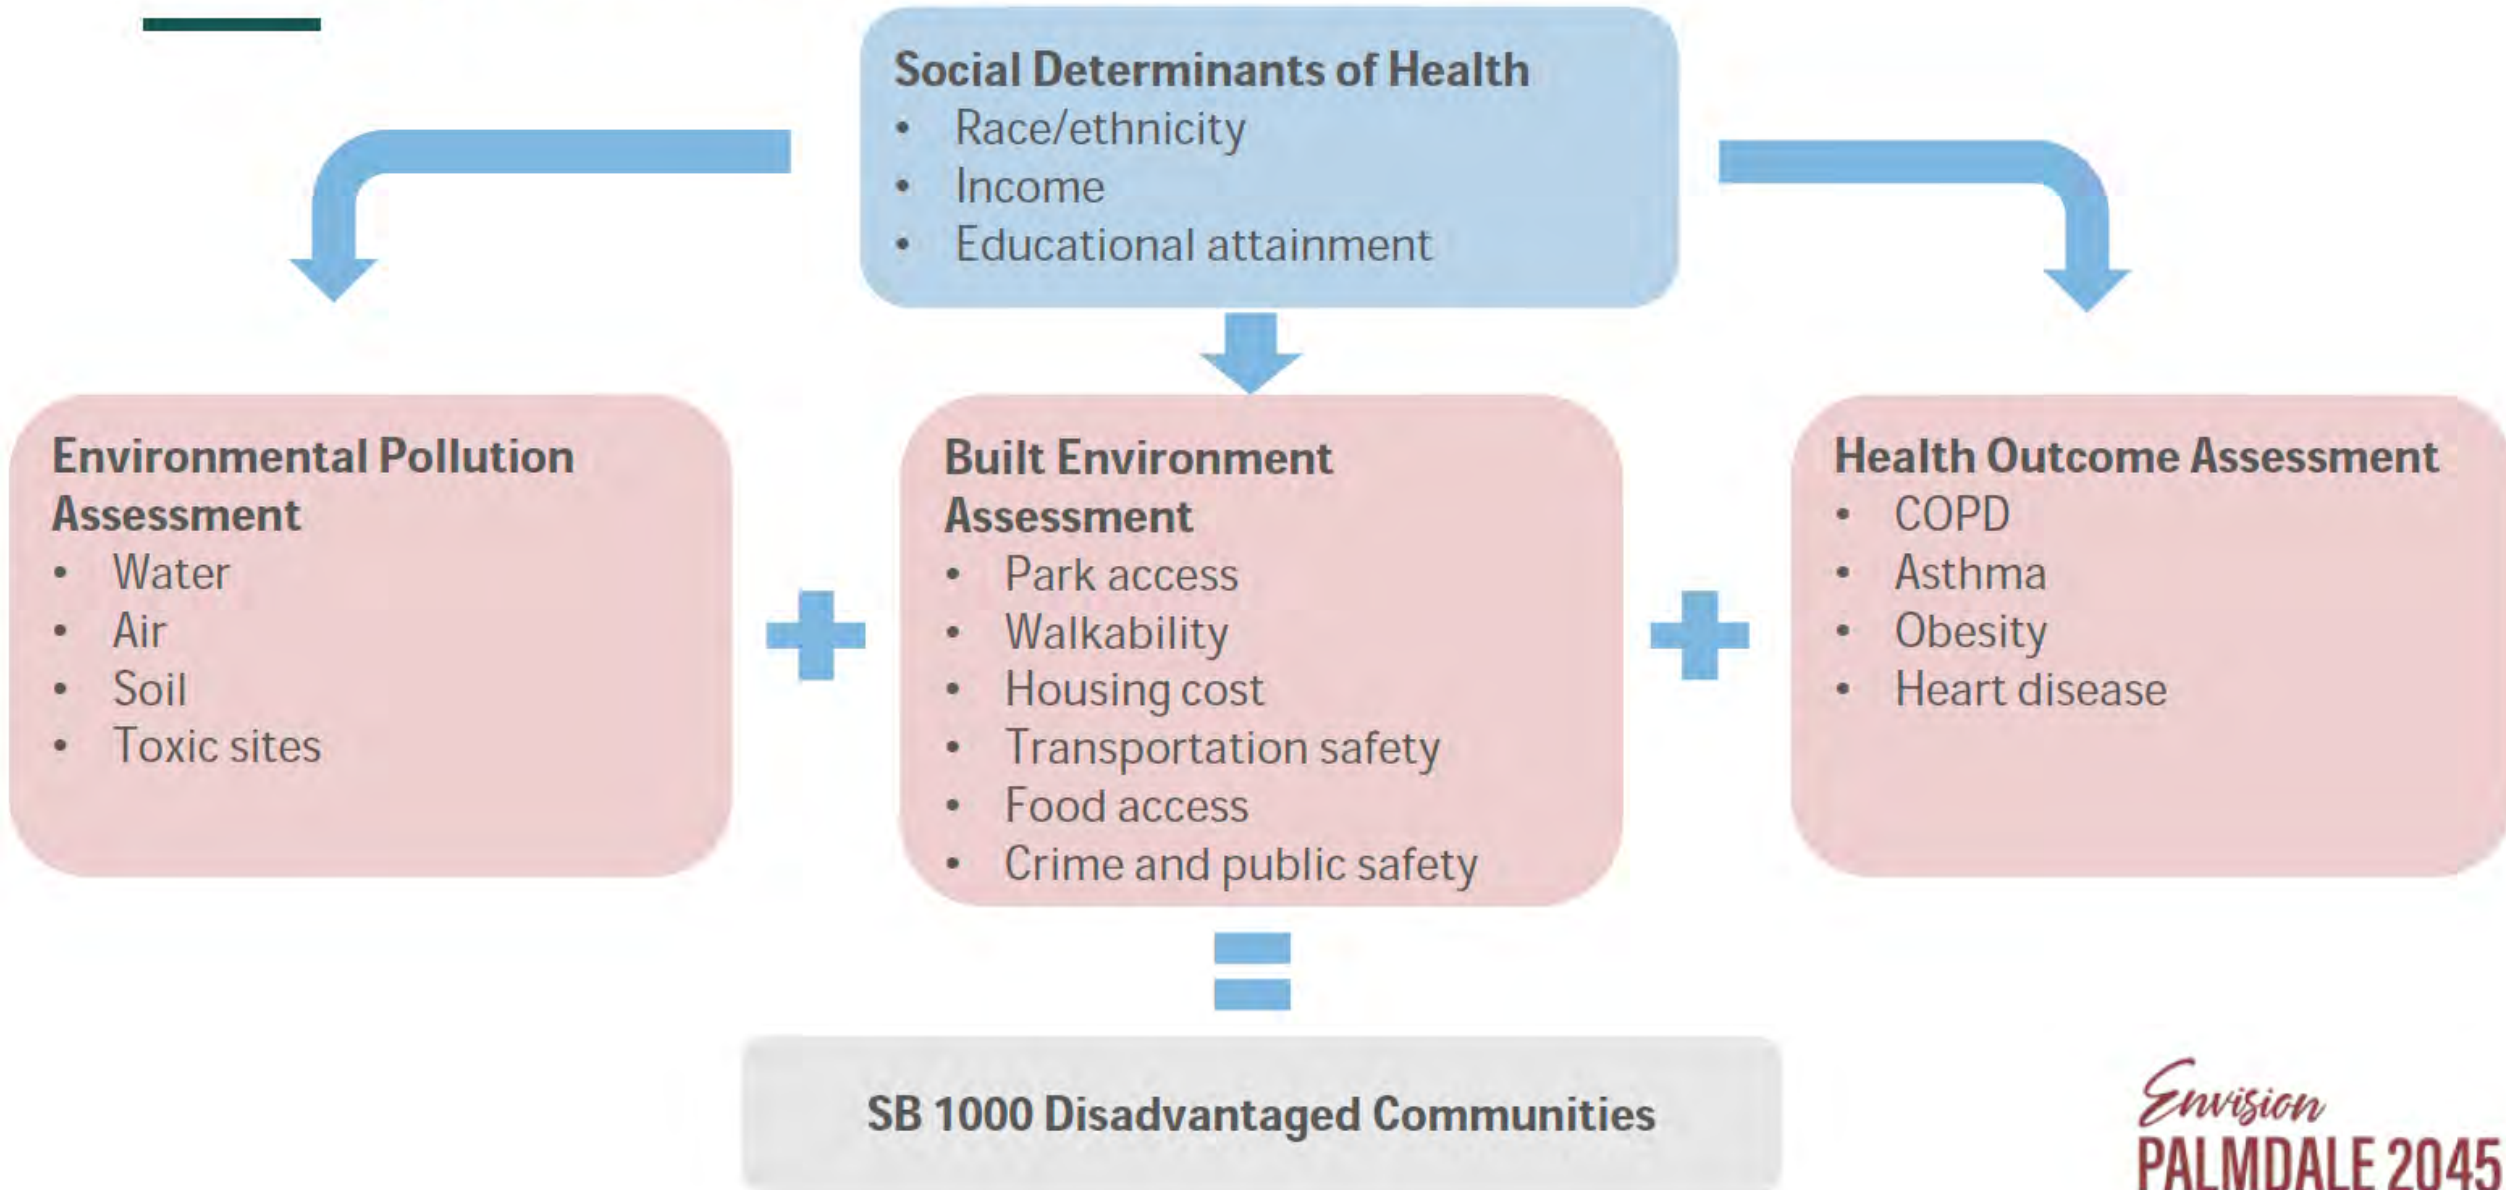 Social Determinants of Health
• Race/ethnicity
• Income
• Educational attainment
Environmental Pollution
Assessment
• Water
• Air
• Soil
• Toxic sites
Built Environment
Assessment
• Park access
• Walkability
• Housing cost
• Transportation safety
• Food access
• Crime and public safety
Health Outcome Assessment
• COPD
• Asthma
• Obesity
• Heart disease
SB 1000 Disadvantaged Communities
Envision
PALMDALE 2045